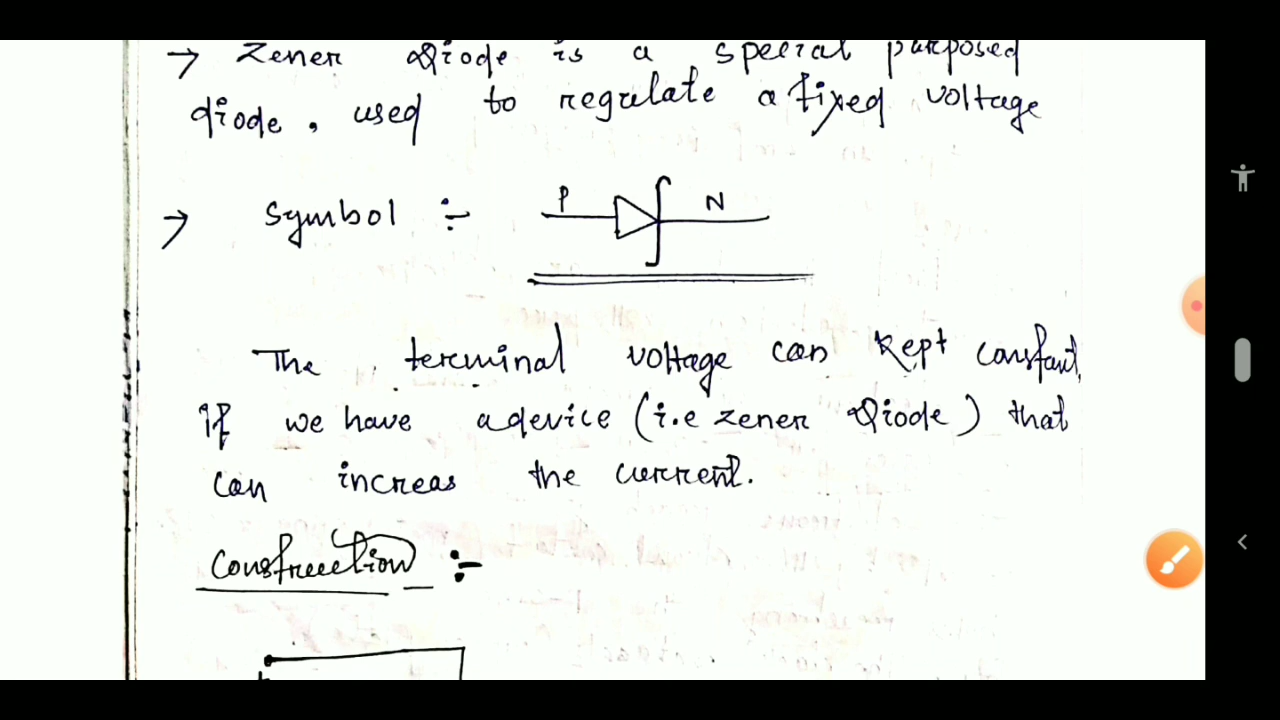 → Zener Diode is a special purposed
diode, used to regulate a fixed voltage
→ Symbol ÷ P N
The terminal voltage can kept constant,
If we have a device (i.e zener Diode) that
can increas the current.
Construction ÷